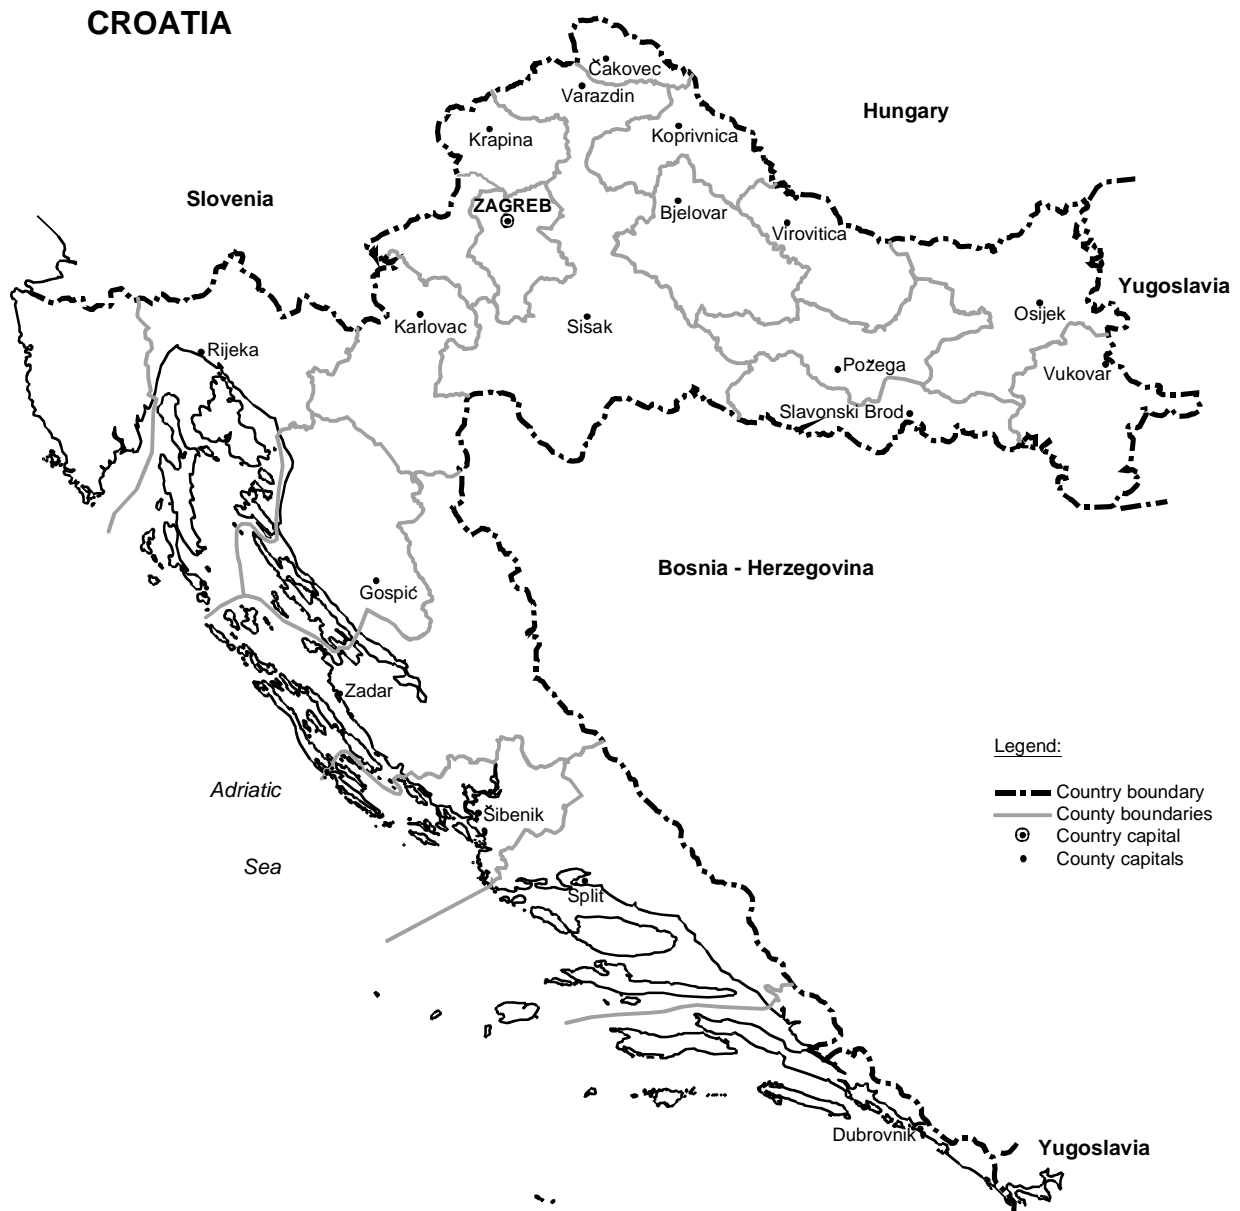 CROATIA
Čakovec
Varazdin
Hungary
Krapina
Koprivnica
Slovenia
ZAGREB
Bjelovar
Virovitica
Yugoslavia
Osijek
Karlovac
Sisak
Rijeka
Požega
Vukovar
Slavonski Brod
Bosnia - Herzegovina
Gospić
Zadar
Legend:
Adriatic
Country boundary
County boundaries
Šibenik
Country capital
Sea
County capitals
Split
Dubrovnik
Yugoslavia